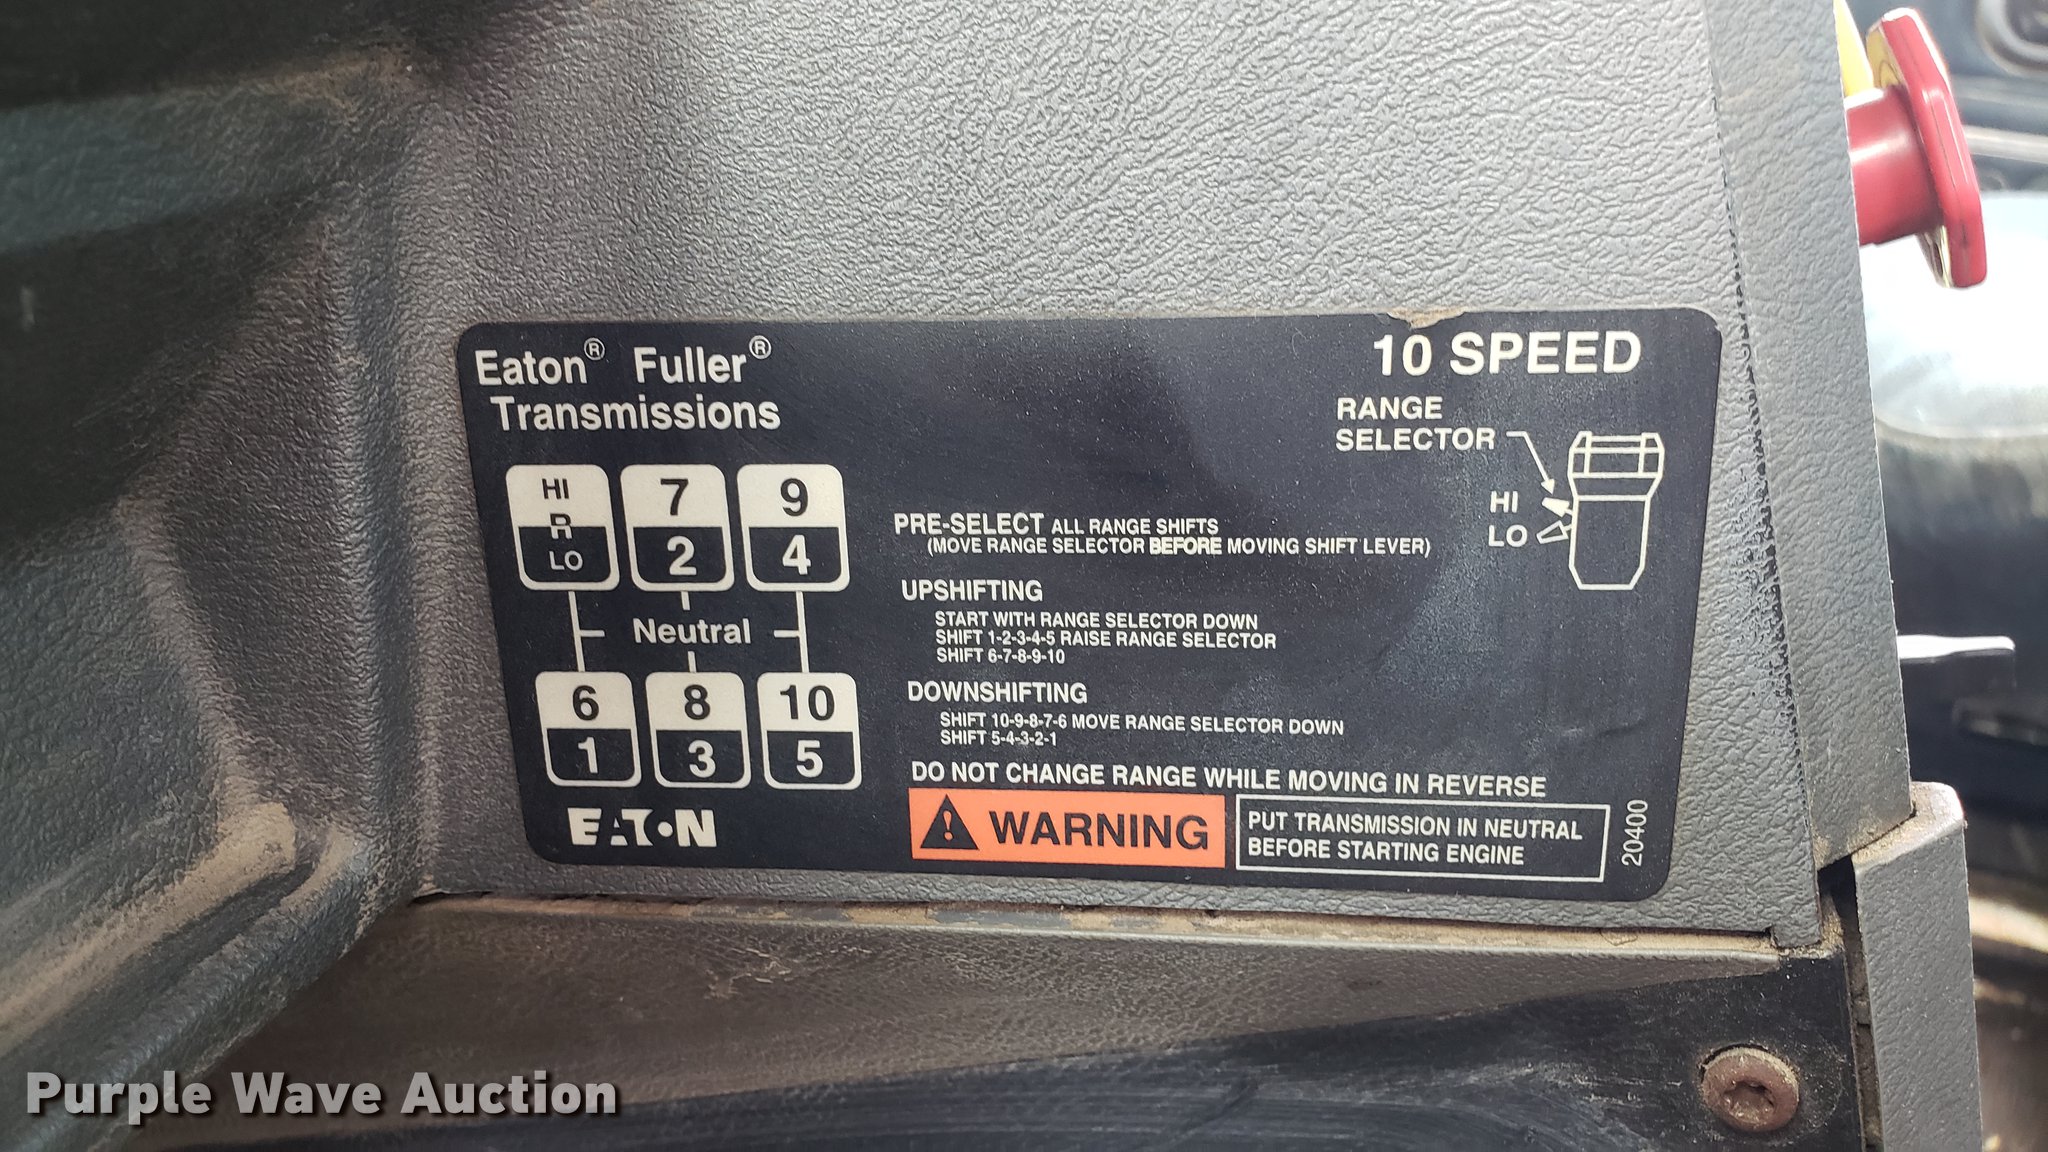 Eaton® Fuller®
Transmissions
10 SPEED
RANGE
SELECTOR
HI
LO
HI
R
LO
7
2
9
4
Neutral
6
1
8
3
10
5
EATON
PRE-SELECT ALL RANGE SHIFTS
(MOVE RANGE SELECTOR BEFORE MOVING SHIFT LEVER)
UPSHIFTING
START WITH RANGE SELECTOR DOWN
SHIFT 1-2-3-4-5 RAISE RANGE SELECTOR
SHIFT 6-7-8-9-10
DOWNSHIFTING
SHIFT 10-9-8-7-6 MOVE RANGE SELECTOR DOWN
SHIFT 5-4-3-2-1
DO NOT CHANGE RANGE WHILE MOVING IN REVERSE
WARNING
PUT TRANSMISSION IN NEUTRAL
BEFORE STARTING ENGINE
20400
Purple Wave Auction